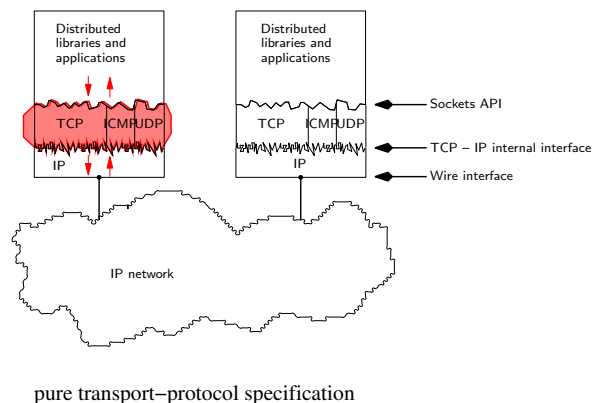 Distributed
libraries and
applications
Distributed
libraries and
applications
Sockets API
TCP
ICMP
UDP
TCP
ICMP
UDP
TCP – IP internal interface
IP
IP
Wire interface
IP network
pure transport–protocol specification